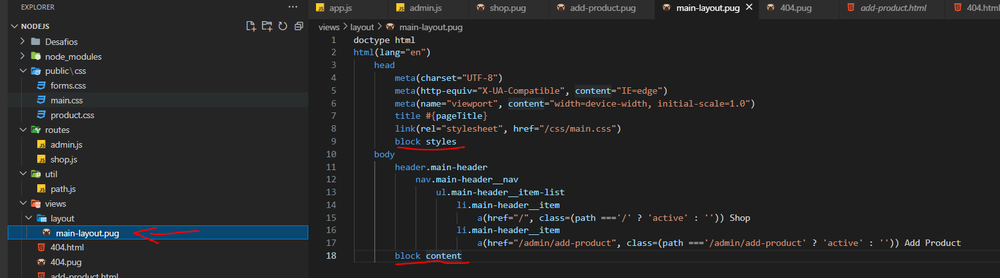 EXPLORER
NODEJS
Desafios
node_modules
public\css
forms.css
main.css
product.css
routes
admin.js
shop.js
util
path.js
views
layout
main-layout.pug
404.html
404.pug
add-product.html
app.js admin.js shop.pug add-product.pug main-layout.pug 404.pug add-product.html 404.html
views > layout > main-layout.pug
1 doctype html
2 html(lang="en")
3 head
4 meta(charset="UTF-8")
5 meta(http-equiv="X-UA-Compatible", content="IE=edge")
6 meta(name="viewport", content="width=device-width, initial-scale=1.0")
7 title #{pageTitle}
8 link(rel="stylesheet", href="/css/main.css")
9 block styles
10 body
11 header.main-header
12 nav.main-header__nav
13 ul.main-header__item-list
14 li.main-header__item
15 a(href="/", class=(path ==='/' ? 'active' : '')) Shop
16 li.main-header__item
17 a(href="/admin/add-product", class=(path ==='/admin/add-product' ? 'active' : '')) Add Product
18 block content